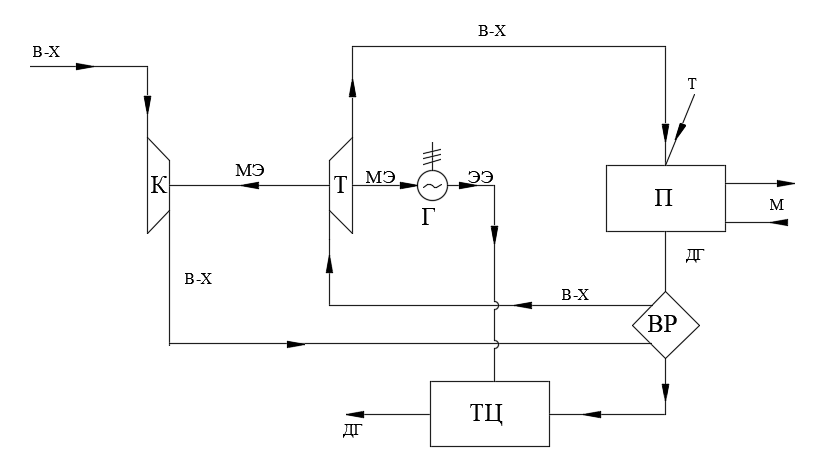 В-Х
В-Х
Т
К
МЭ
Т
МЭ
ЭЭ
Г
П
М
ДГ
В-Х
В-Х
ВР
ТЦ
ДГ